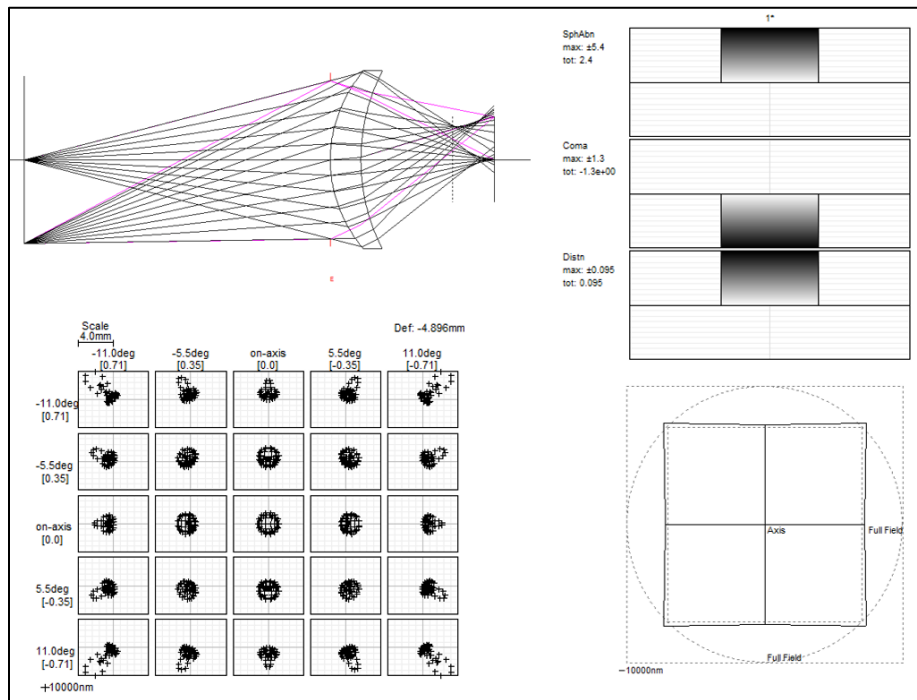 1*
SphAbn
max: ±5.4
tot: 2.4
Coma
max: ±1.3
tot: -1.3e+00
Distn
max: ±0.095
tot: 0.095
Scale
4.0mm
Def: -4.896mm
-11.0deg -5.5deg on-axis 5.5deg 11.0deg
[0.71] [0.35] [0.0] [-0.35] [-0.71]
-11.0deg
[0.71]
-5.5deg
[0.35]
on-axis
[0.0]
5.5deg
[-0.35]
11.0deg
[-0.71]
10000nm
Axis
Full Field
Full Field
10000nm